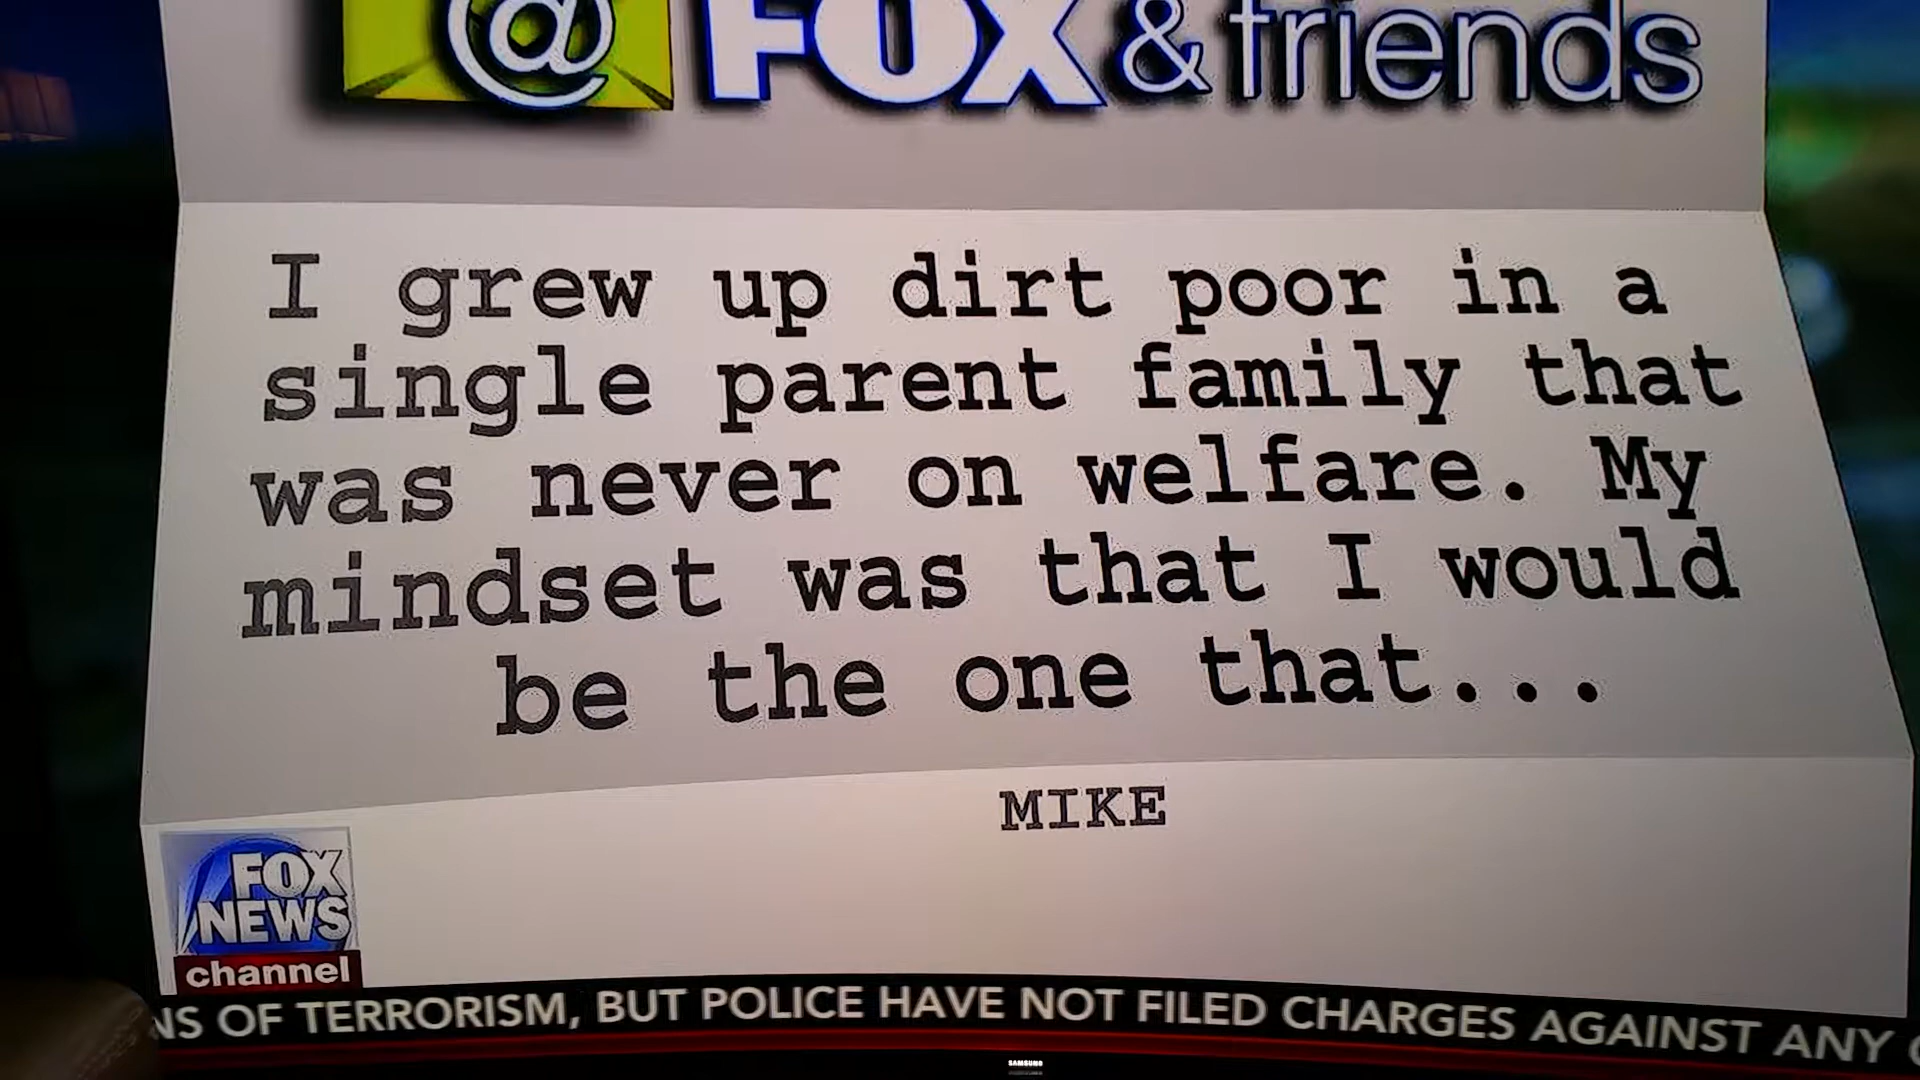 @ FOX & friends
I grew up dirt poor in a
single parent family that
was never on welfare. My
mindset was that I would
be the one that...
MIKE
FOX
NEWS
channel
OF TERRORISM, BUT POLICE HAVE NOT FILED CHARGES AGAINST ANY
SAMSUNG